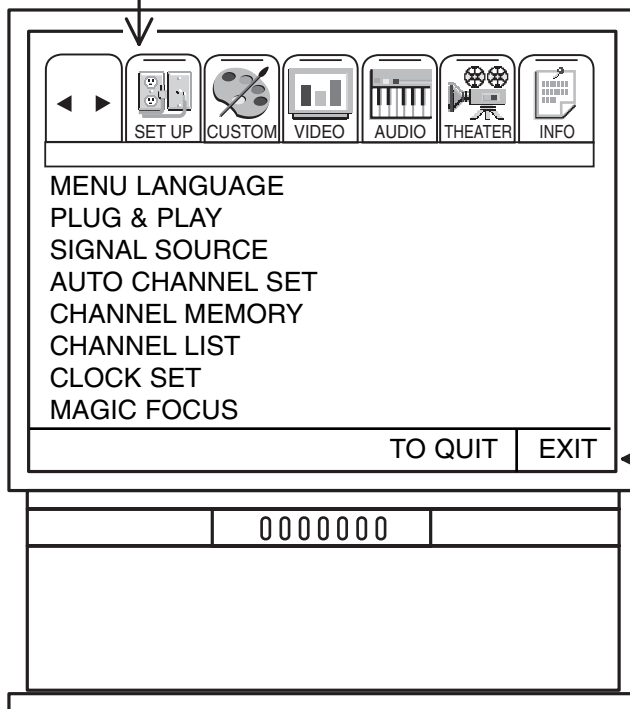 SET UP CUSTOM VIDEO AUDIO THEATER INFO
MENU LANGUAGE
PLUG & PLAY
SIGNAL SOURCE
AUTO CHANNEL SET
CHANNEL MEMORY
CHANNEL LIST
CLOCK SET
MAGIC FOCUS
TO QUIT EXIT